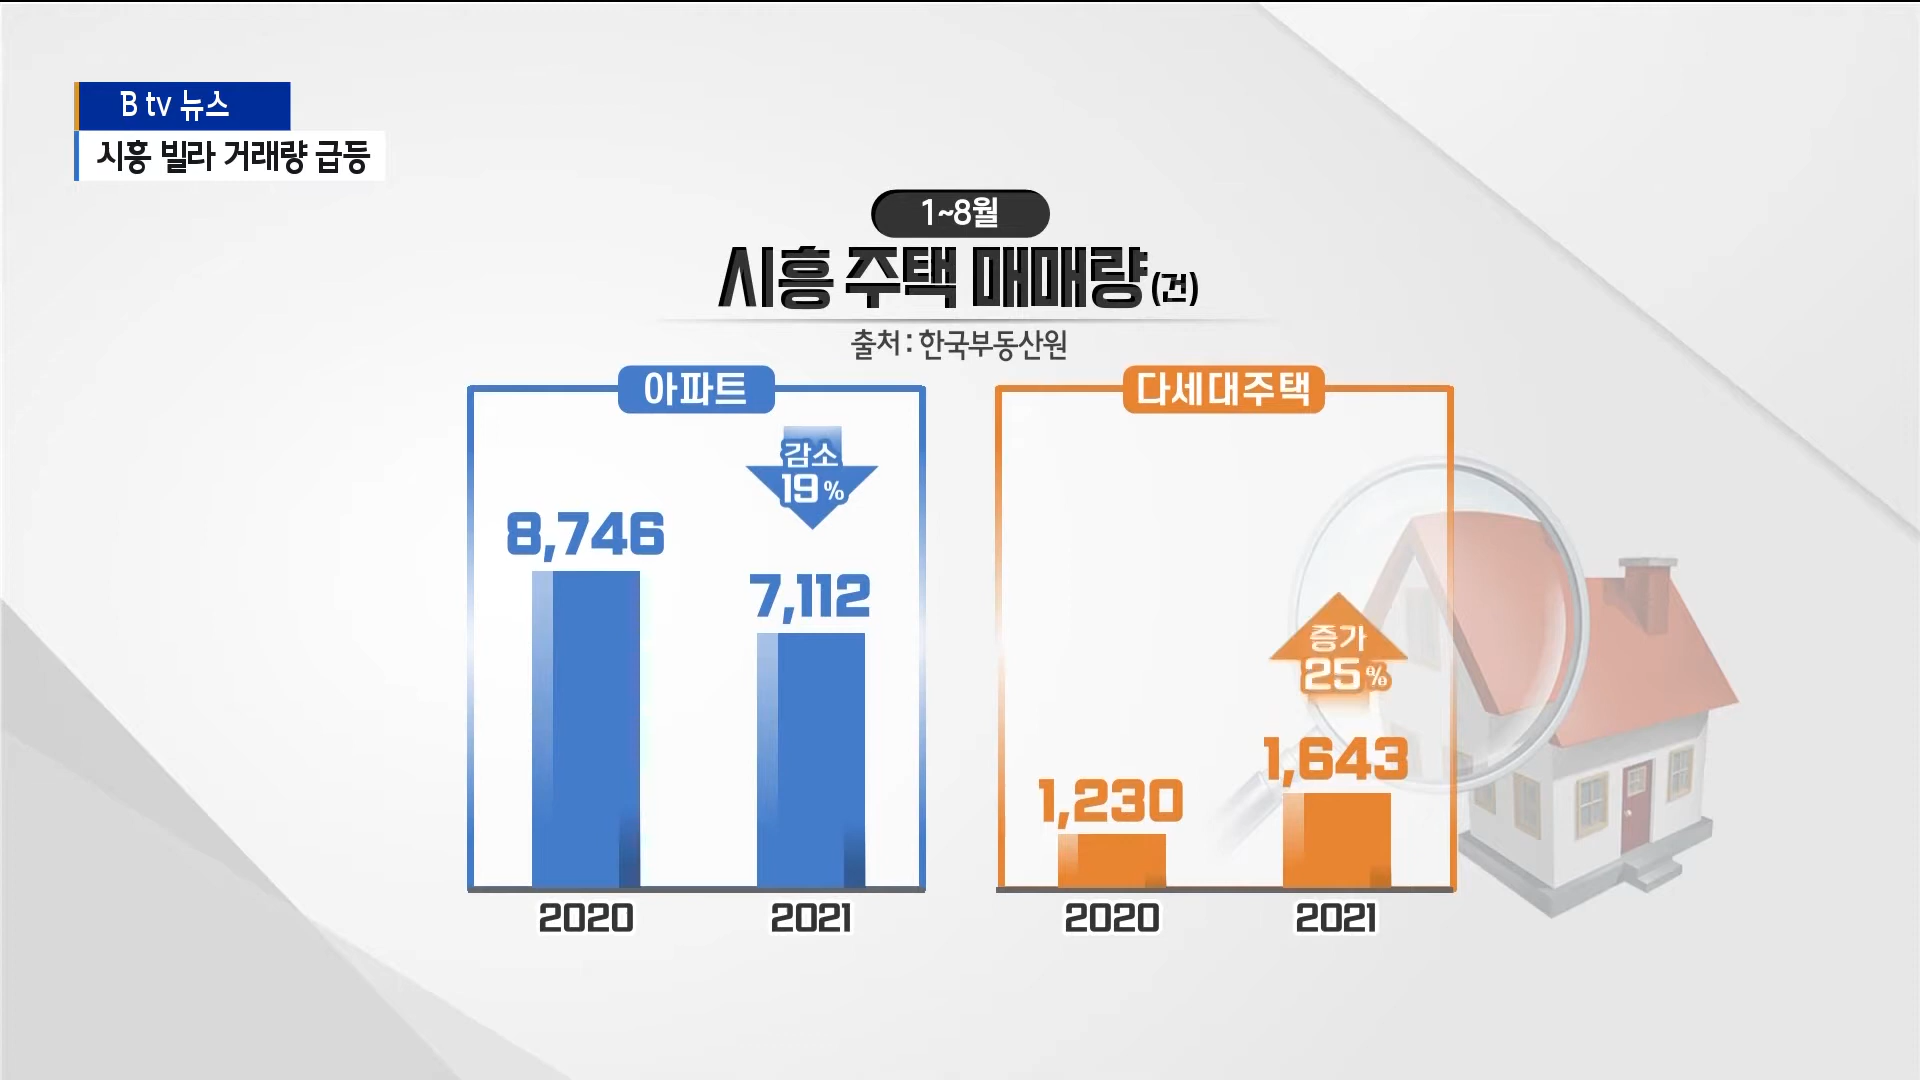 B tv 뉴스
시흥 빌라 거래량 급등
1~8월
시흥 주택 매매량(건)
출처 : 한국부동산원
아파트
감소
19%
8,746
7,112
2020
2021
다세대주택
증가
25%
1,230
1,643
2020
2021